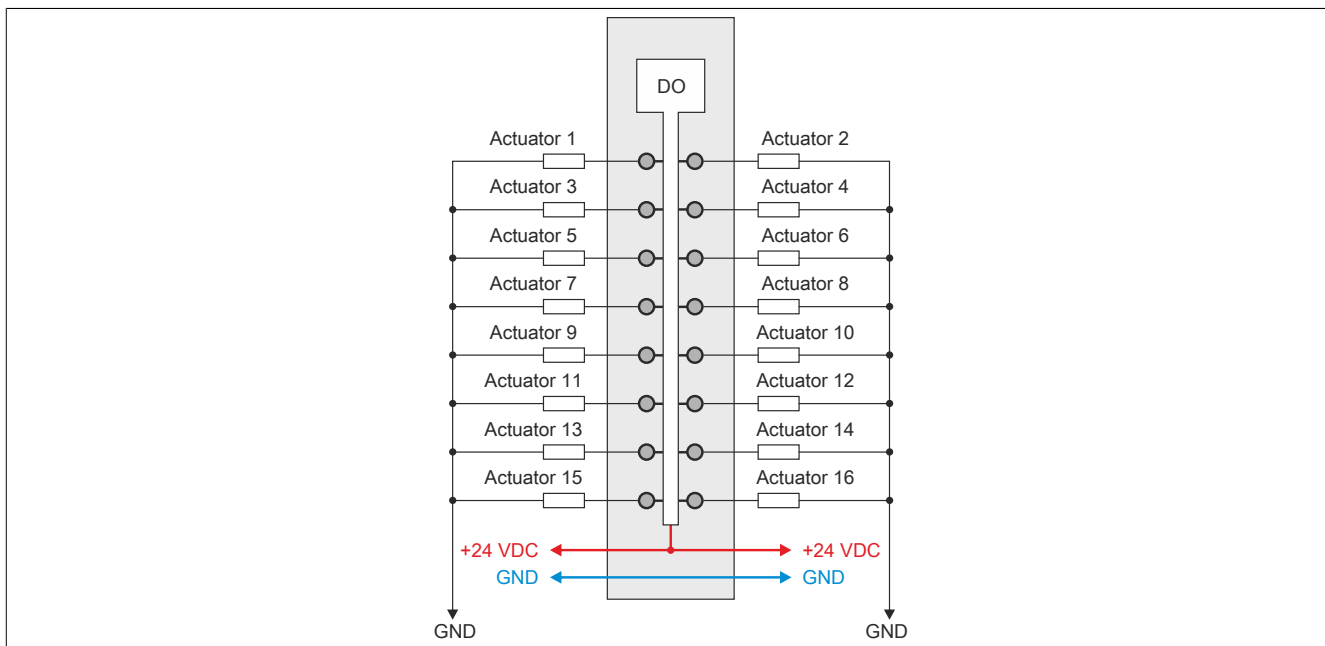 DO
Actuator 1 Actuator 2
Actuator 3 Actuator 4
Actuator 5 Actuator 6
Actuator 7 Actuator 8
Actuator 9 Actuator 10
Actuator 11 Actuator 12
Actuator 13 Actuator 14
Actuator 15 Actuator 16
+24 VDC +24 VDC
GND GND
GND GND